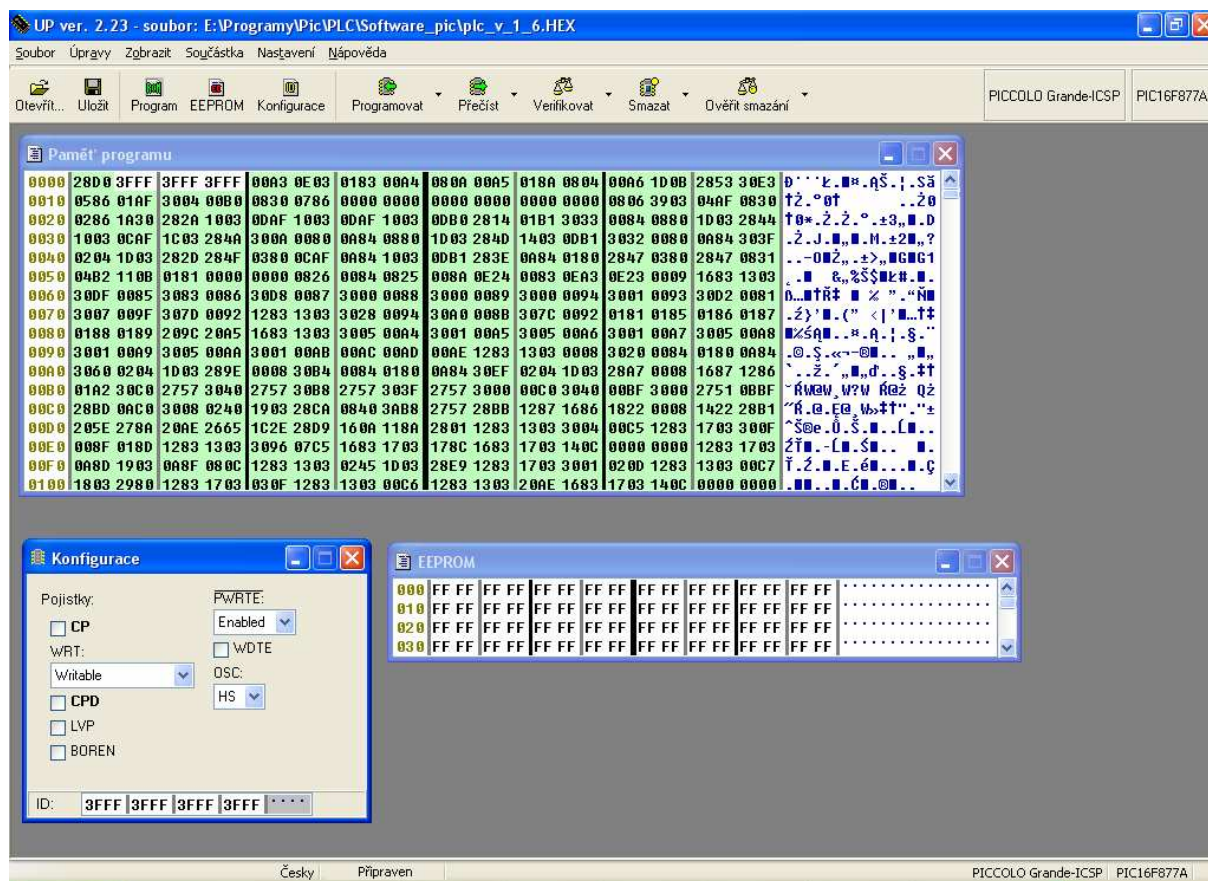 UP ver. 2.23 - soubor: E:\Programy\Pic\PLC\Software_pic\plc_v_1_6.HEX
Soubor Úpravy Zobrazit Součástka Nastavení Nápověda
Otevřít... Uložit Program EEPROM Konfigurace Programovat Přečíst Verifikovat Smazat Ověřit smazání PICCOLO Grande-ICSP PIC16F877A
Paměť programu
0000 28D0 3FFF 3FFF 3FFF 00A3 0E03 0183 00A4 080A 00A5 018A 0804 00A6 1D0B 2853 30E3
0010 0586 01AF 3004 00B0 0830 0786 0000 0000 0000 0000 0000 0000 0806 3903 04AF 0830
0020 0286 1A30 282A 1003 0DAF 1003 0DAF 1003 0DB0 2814 01B1 3033 0084 0880 1D03 2844
0030 1003 0CAF 1C03 284A 300A 0080 0A84 0880 1D03 284D 1403 0DB1 3032 0080 0A84 303F
0040 0204 1D03 282D 284F 0380 0CAF 0A84 1003 0DB1 283E 0A84 0180 2847 0380 2847 0831
0050 04B2 110B 0181 0000 0000 0826 0084 0825 008A 0E24 0083 0EA3 0E23 0009 1683 1303
0060 30DF 0085 3083 0086 30D8 0087 3000 0088 3000 0089 3000 0094 3001 0093 30D2 0081
0070 3007 009F 307D 0092 1283 1303 3028 0094 30A0 008B 307C 0092 0181 0185 0186 0187
0080 0188 0189 209C 20A5 1683 1303 3005 00A4 3001 00A5 3005 00A6 3001 00A7 3005 00A8
0090 3001 00A9 3005 00AA 3001 00AB 00AC 00AD 00AE 1283 1303 0008 3020 0084 0180 0A84
00A0 3060 0204 1D03 289E 0008 30B4 0084 0180 0A84 30EF 0204 1D03 28A7 0008 1687 1286
00B0 01A2 30C0 2757 3040 2757 30B8 2757 303F 2757 3000 00C0 3040 00BF 3000 2751 0BBF
00C0 28BD 0AC0 3008 0240 1903 28CA 0840 3AB8 2757 28BB 1287 1686 1822 0008 1422 28B1
00D0 205E 278A 20AE 2665 1C2E 28D9 160A 118A 2801 1283 1303 3004 00C5 1283 1703 300F
00E0 008F 018D 1283 1303 3096 07C5 1683 1703 178C 1683 1703 140C 0000 0000 1283 1703
00F0 0A8D 1903 0A8F 080C 1283 1303 0245 1D03 28E9 1283 1703 3001 020D 1283 1303 00C7
0100 1803 2980 1283 1703 030F 1283 1303 00C6 1283 1303 20AE 1683 1703 140C 0000 0000
Konfigurace
Pojistky:
CP
WRT:
Writable
CPD
LVP
BOREN
PWRTE:
Enabled
WDTE
OSC:
HS
ID: 3FFF 3FFF 3FFF 3FFF ····
EEPROM
000 FF FF FF FF FF FF FF FF FF FF FF FF FF FF FF FF ················
010 FF FF FF FF FF FF FF FF FF FF FF FF FF FF FF FF ················
020 FF FF FF FF FF FF FF FF FF FF FF FF FF FF FF FF ················
030 FF FF FF FF FF FF FF FF FF FF FF FF FF FF FF FF ················
Česky Připraven PICCOLO Grande-ICSP PIC16F877A